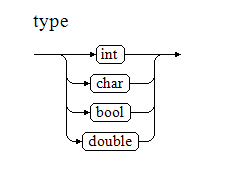 type
int
char
bool
double